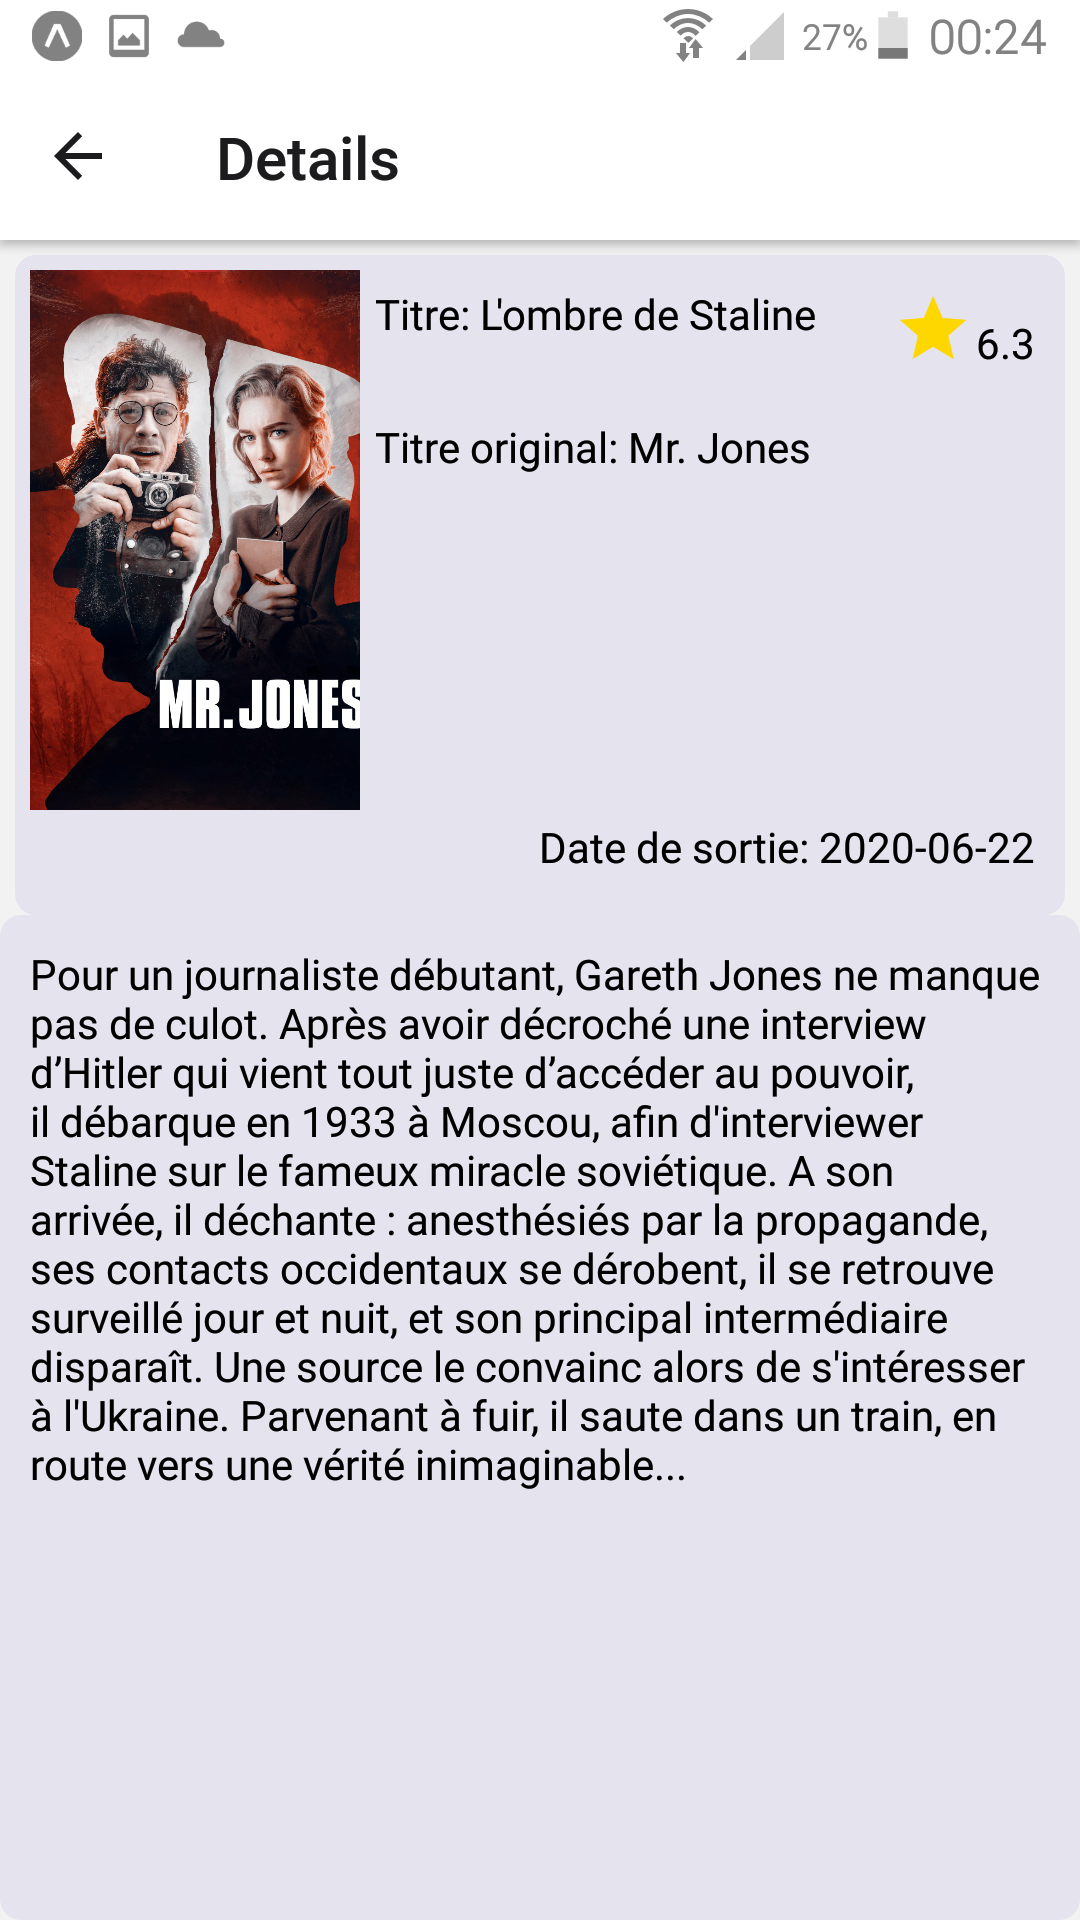 27% 00:24
Details
Titre: L'ombre de Staline
6.3
Titre original: Mr. Jones
MR. JONES
Date de sortie: 2020-06-22
Pour un journaliste débutant, Gareth Jones ne manque
pas de culot. Après avoir décroché une interview
d’Hitler qui vient tout juste d’accéder au pouvoir,
il débarque en 1933 à Moscou, afin d'interviewer
Staline sur le fameux miracle soviétique. A son
arrivée, il déchante : anesthésiés par la propagande,
ses contacts occidentaux se dérobent, il se retrouve
surveillé jour et nuit, et son principal intermédiaire
disparaît. Une source le convainc alors de s'intéresser
à l'Ukraine. Parvenant à fuir, il saute dans un train, en
route vers une vérité inimaginable...